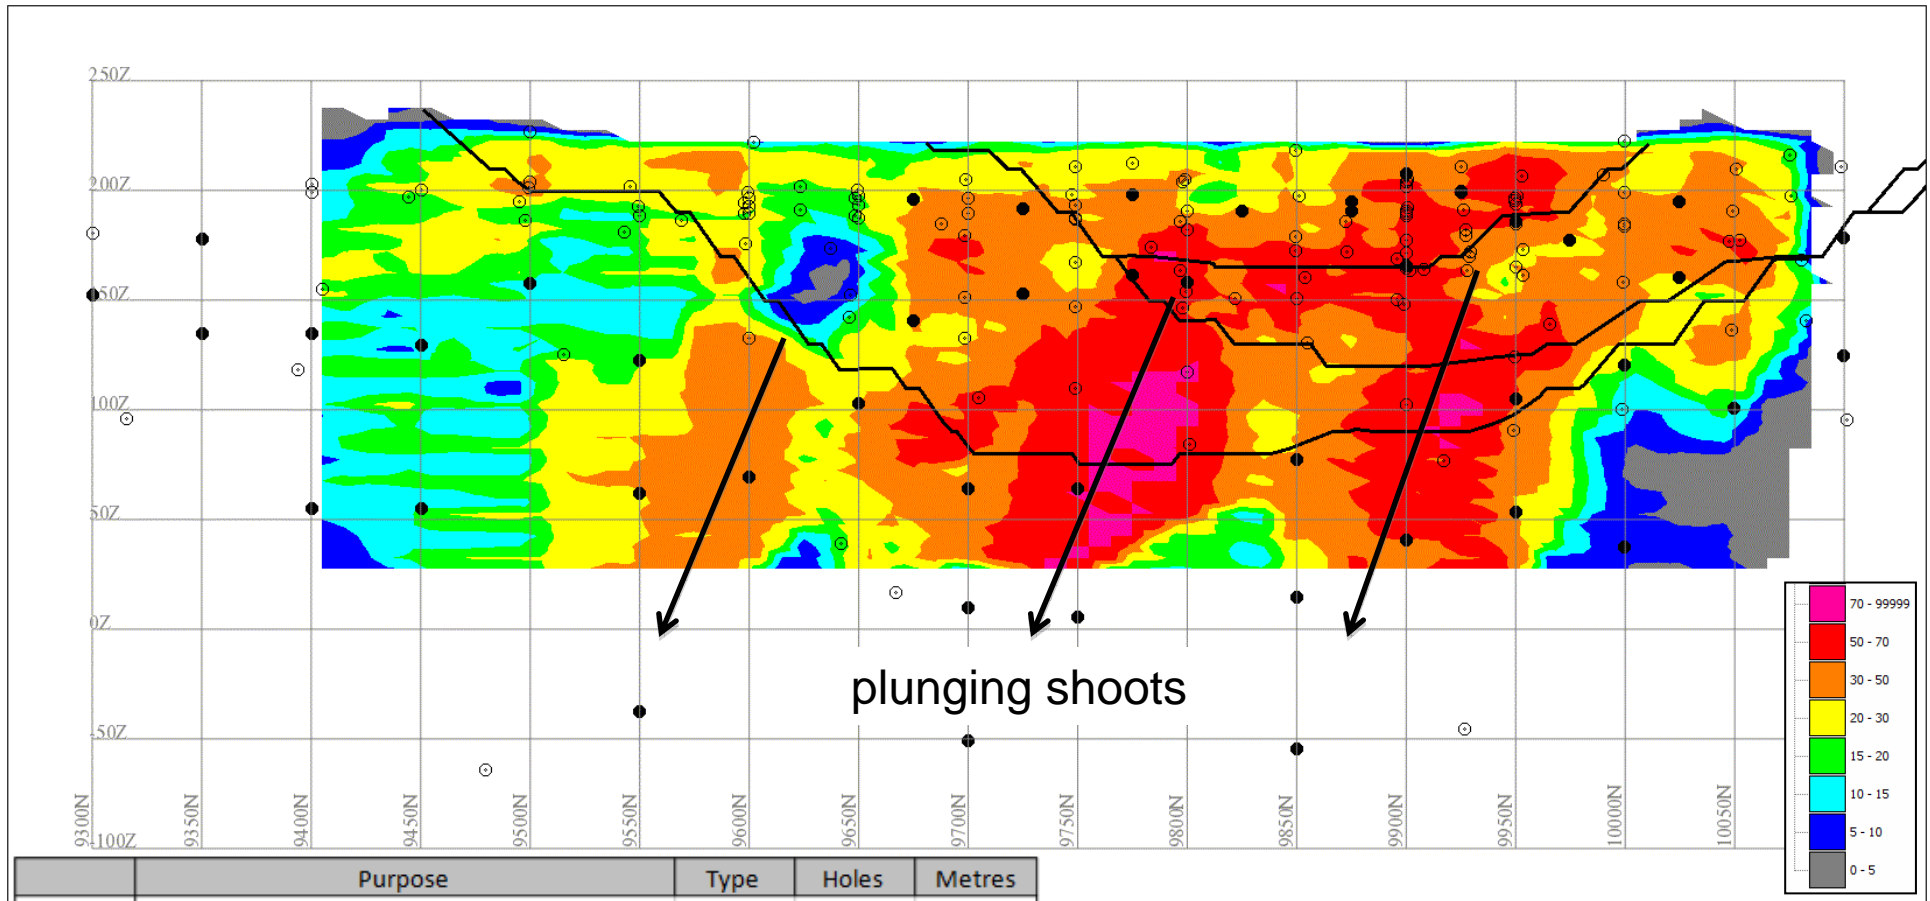 250Z
200Z
50Z
100Z
50Z
0Z
-50Z
-100Z
plunging shoots
9300N
9350N
9400N
9450N
9500N
9550N
9600N
9650N
9700N
9750N
9800N
9850N
9900N
9950N
10000N
10050N
70 - 99999
50 - 70
30 - 50
20 - 30
15 - 20
10 - 15
5 - 10
0 - 5
Purpose Type Holes Metres